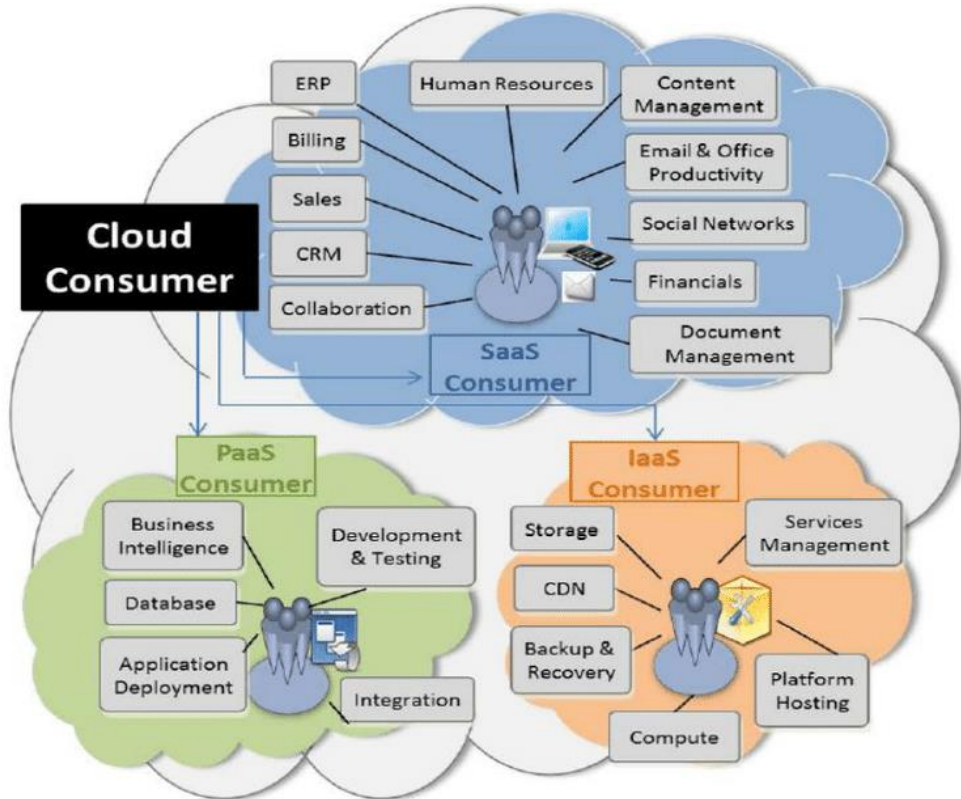 ERP
Human Resources
Content
Management
Billing
Email & Office
Productivity
Sales
Social Networks
Cloud
Consumer
CRM
Financials
Collaboration
Document
Management
SaaS
Consumer
PaaS
Consumer
IaaS
Consumer
Business
Intelligence
Development
& Testing
Database
Application
Deployment
Integration
Storage
Services
Management
CDN
Backup &
Recovery
Platform
Hosting
Compute